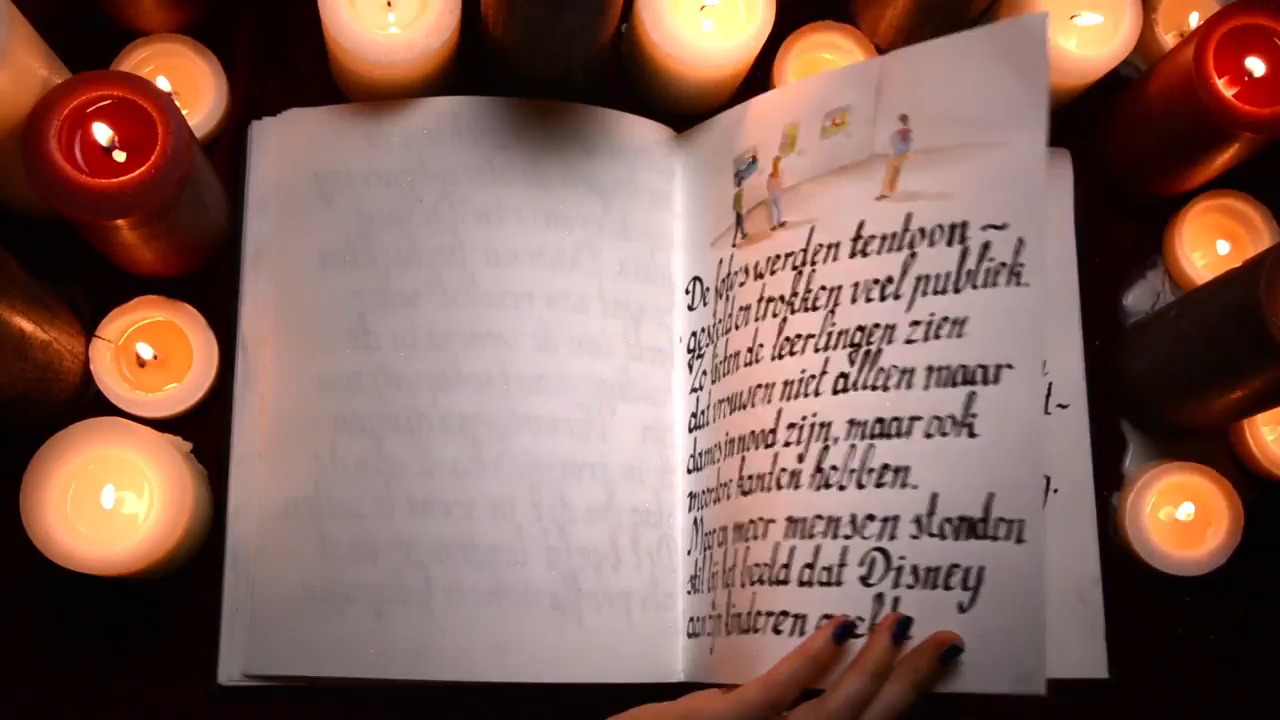 De foto's werden tentoon~
gesteld en trokken veel publiek.
Zo lieten de leerlingen zien
dat vrouwen niet alleen maar
dames in nood zijn, maar ook
meerdere kanten hebben.
Meer en meer mensen stonden
stil bij het beeld dat Disney
aan zijn kinderen